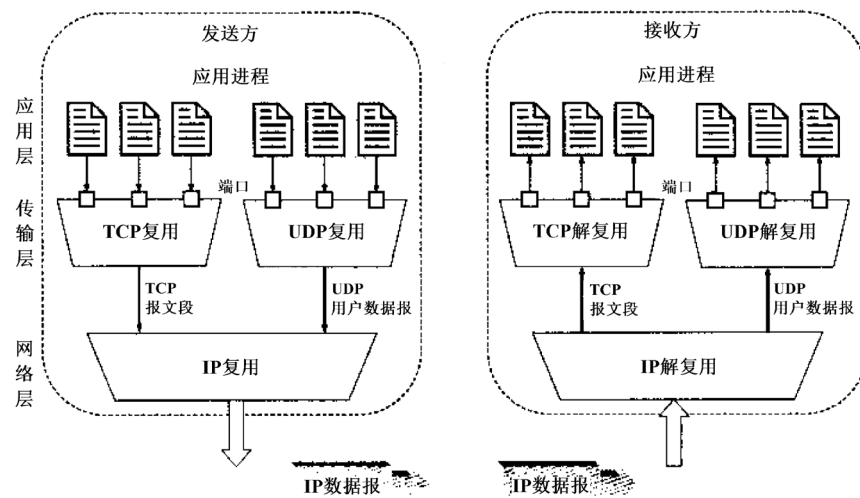 发送方
应用进程
应用层
端口
传输层
TCP复用
UDP复用
TCP
报文段
UDP
用户数据报
网络层
IP复用
IP数据报
接收方
应用进程
端口
TCP解复用
UDP解复用
TCP
报文段
UDP
用户数据报
IP解复用
IP数据报